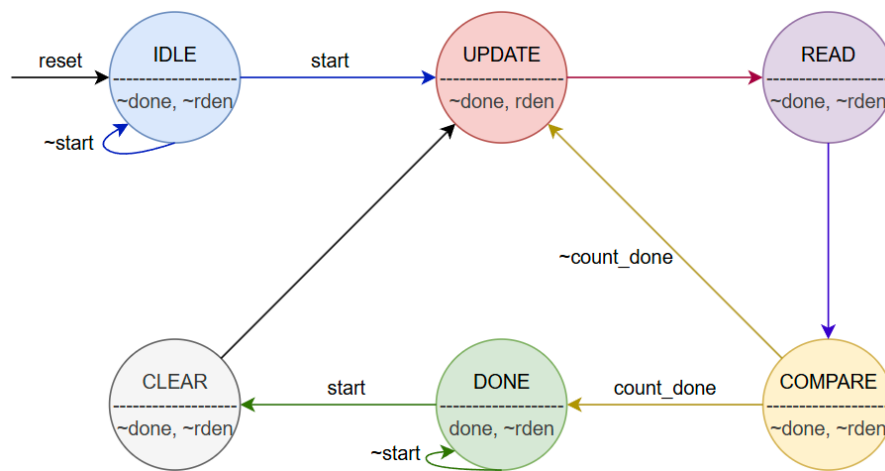 reset
IDLE
~done, ~rden
~start
start
UPDATE
~done, rden
READ
~done, ~rden
~count_done
CLEAR
~done, ~rden
start
DONE
done, ~rden
~start
count_done
COMPARE
~done, ~rden